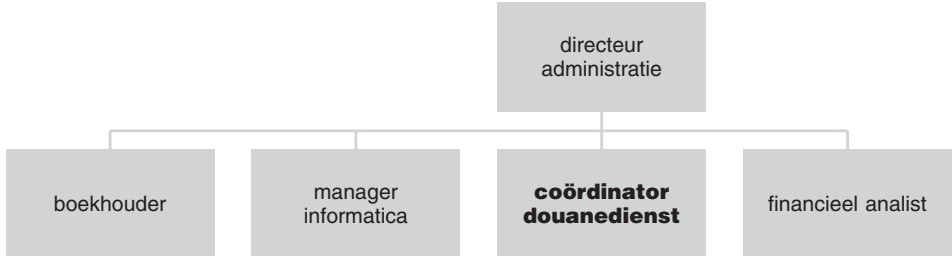 directeur
administratie
boekhouder
manager
informatica
coördinator
douanedienst
financieel analist